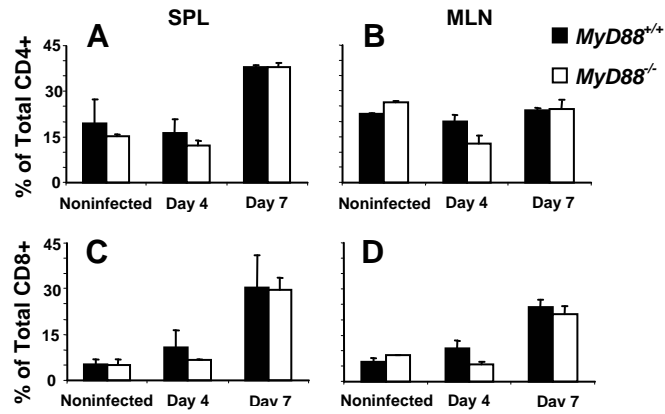 SPL
MLN
A
B
MyD88+/+
MyD88-/-
% of Total CD4+
45
30
15
0
Noninfected Day 4 Day 7
Noninfected Day 4 Day 7
C
D
% of Total CD8+
45
30
15
0
Noninfected Day 4 Day 7
Noninfected Day 4 Day 7